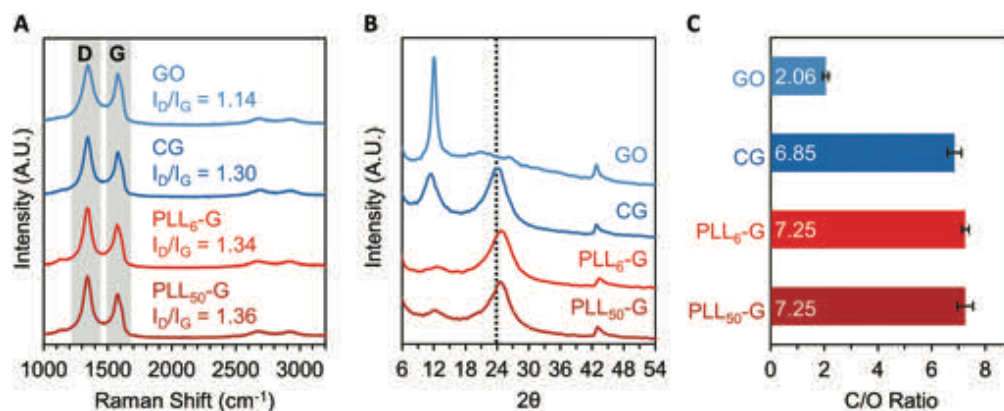 A
D G
GO
I_D/I_G = 1.14
CG
I_D/I_G = 1.30
PLL₆-G
I_D/I_G = 1.34
PLL₅₀-G
I_D/I_G = 1.36
Intensity (A.U.)
1000 1500 2000 2500 3000
Raman Shift (cm⁻¹)
B
GO
CG
PLL₆-G
PLL₅₀-G
Intensity (A.U.)
6 12 18 24 30 36 42 48 54
2θ
C
GO 2.06
CG 6.85
PLL₆-G 7.25
PLL₅₀-G 7.25
0 2 4 6 8
C/O Ratio